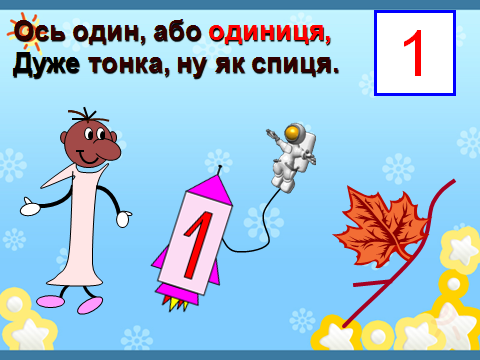 Ось один, або одиниця,
Дуже тонка, ну як спиця.
1
1